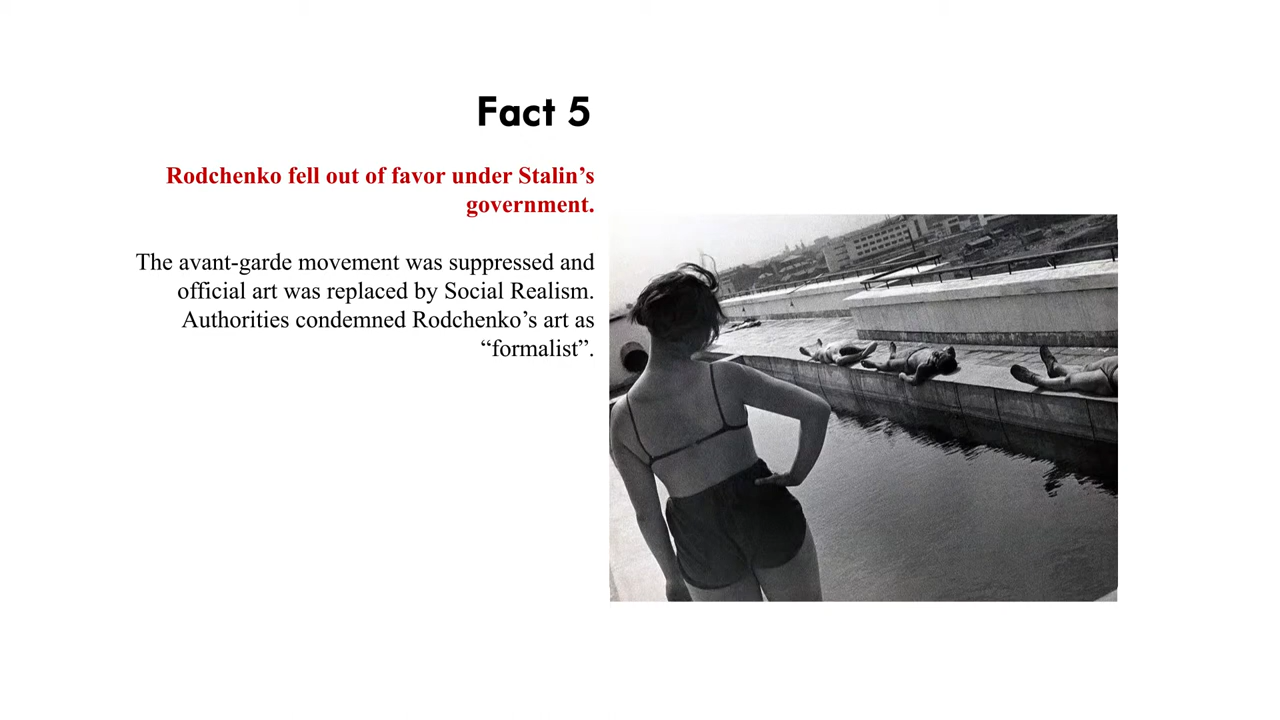 Fact 5
Rodchenko fell out of favor under Stalin’s
government.
The avant-garde movement was suppressed and
official art was replaced by Social Realism.
Authorities condemned Rodchenko’s art as
“formalist”.